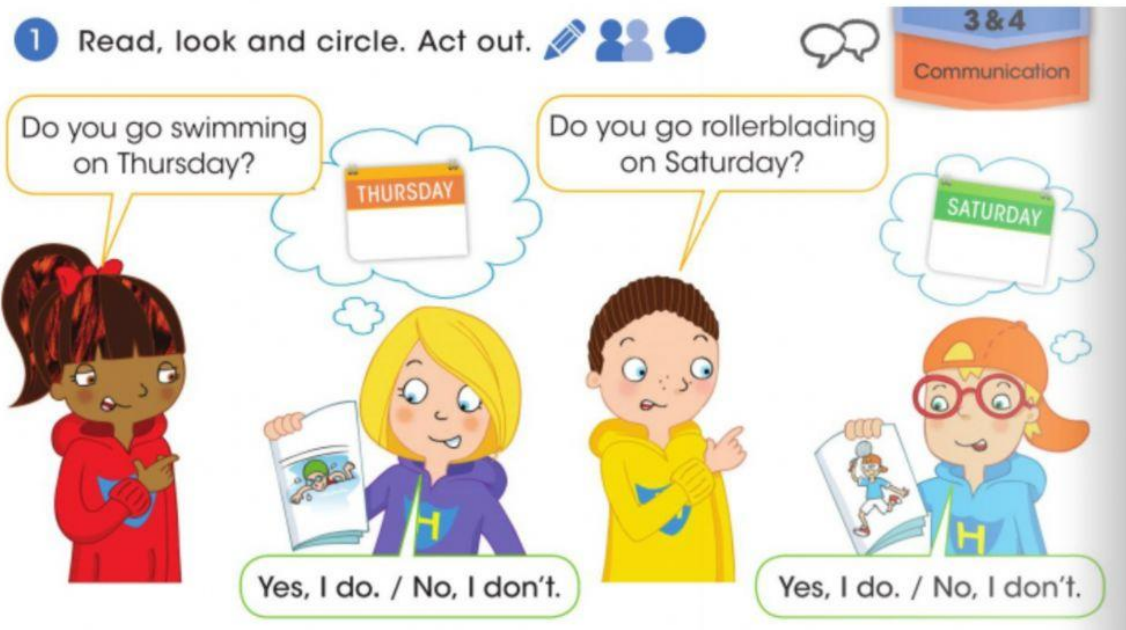 1 Read, look and circle. Act out.
3 & 4
Communication
Do you go swimming
on Thursday?
THURSDAY
Do you go rollerblading
on Saturday?
SATURDAY
H
H
Yes, I do. / No, I don't.
Yes, I do. / No, I don't.